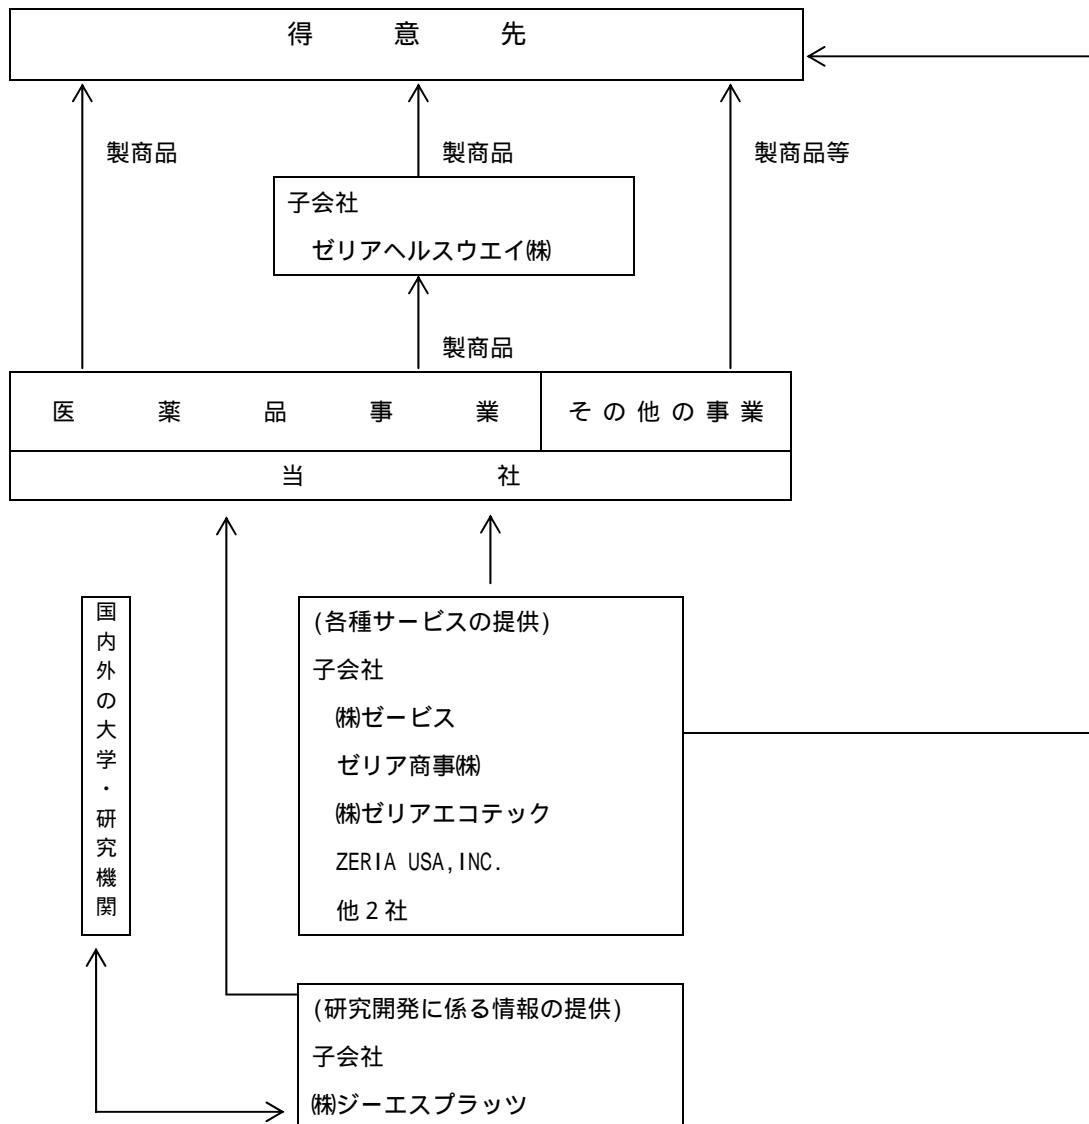 得意先
製商品
製商品
製商品等
子会社
ゼリアヘルスウエイ㈱
製商品
医薬品事業
その他の事業
当社
国内外の大学・研究機関
(各種サービスの提供)
子会社
㈱ゼービス
ゼリア商事㈱
㈱ゼリアエコテック
ZERIA USA,INC.
他2社
(研究開発に係る情報の提供)
子会社
㈱ジーエスプラッツ